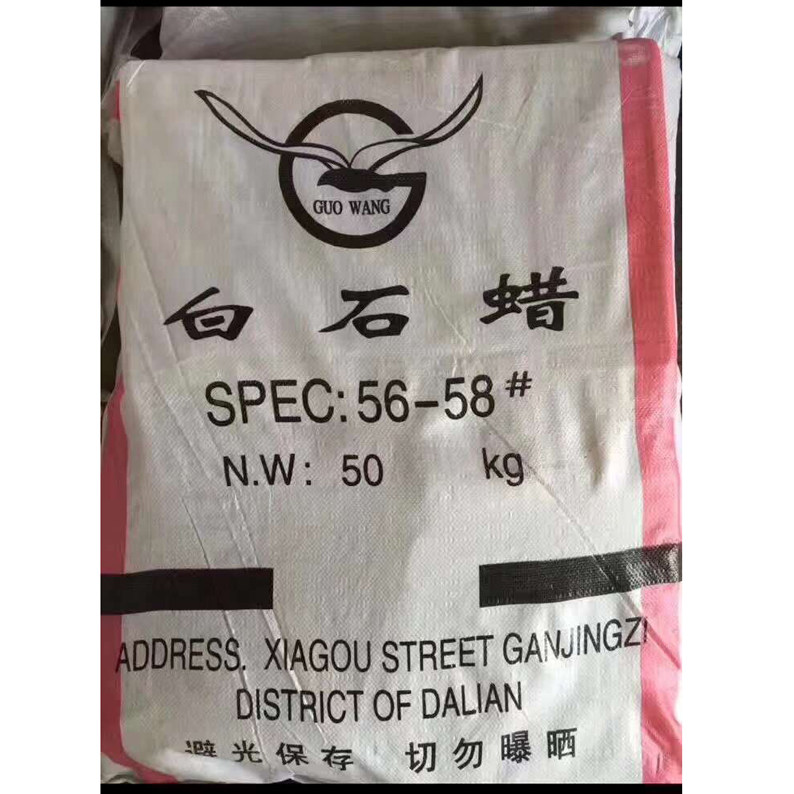 GUO WANG
白石蜡
SPEC: 56-58#
N.W: 50 kg
ADDRESS. XIAGOU STREET GANJINGZI
DISTRICT OF DALIAN
避光保存 切勿曝晒